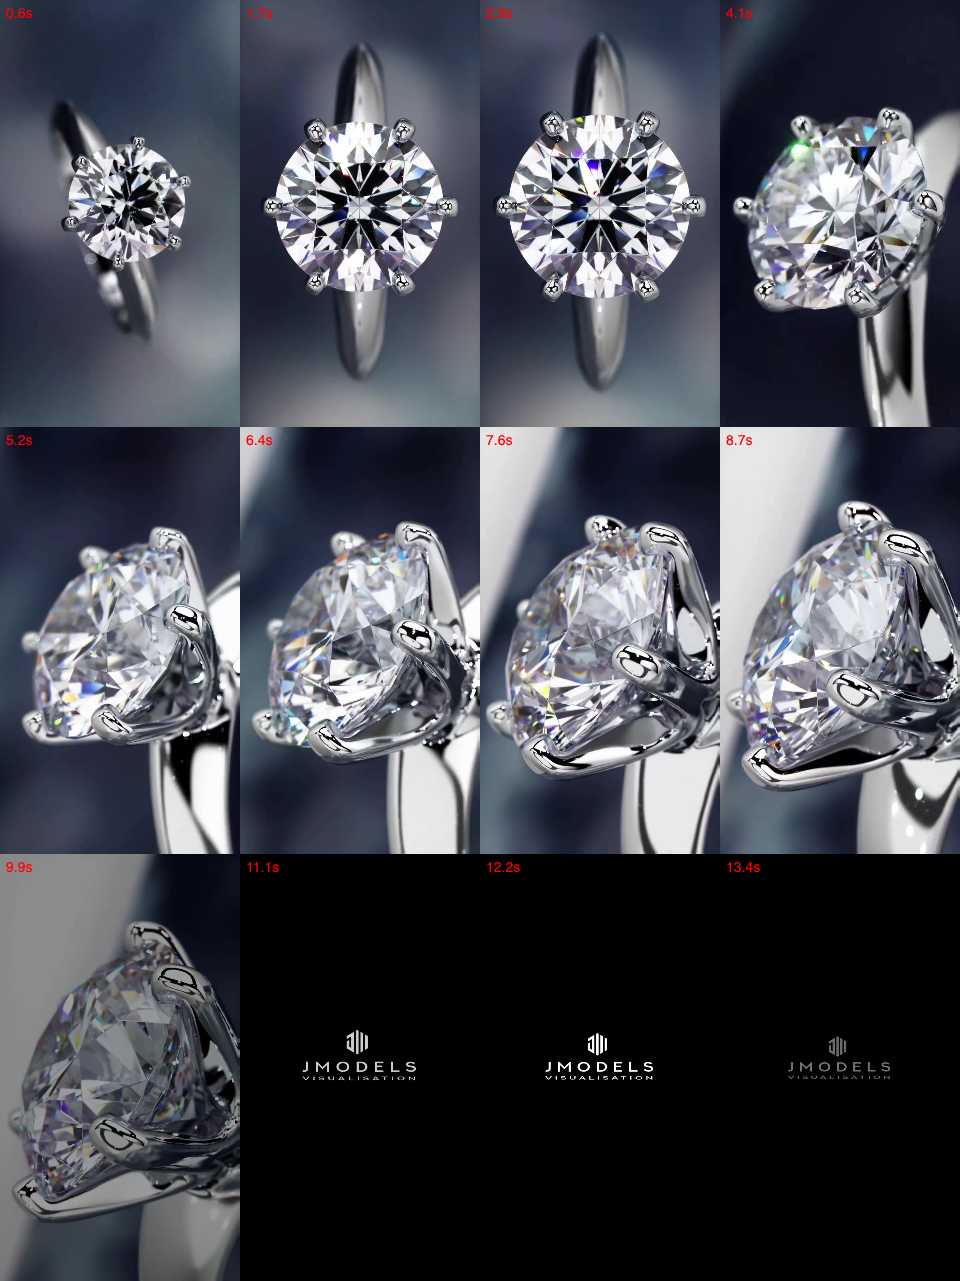 0.6s
1.7s
2.9s
4.1s
5.2s
6.4s
7.6s
8.7s
9.9s
11.1s
12.2s
13.4s
JMODELS
VISUALISATION
JMODELS
VISUALISATION
JMODELS
VISUALISATION